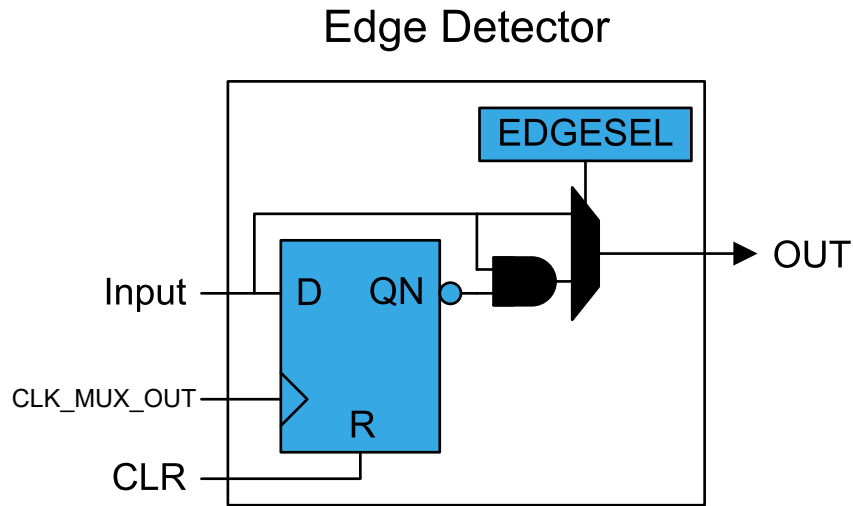 Edge Detector
EDGESEL
OUT
Input
D
QN
CLK_MUX_OUT
R
CLR